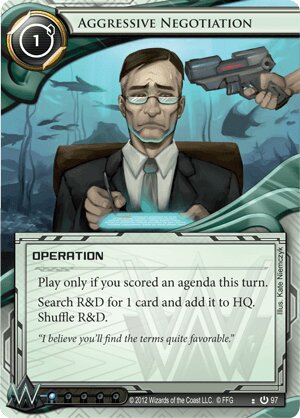 1
AGGRESSIVE NEGOTIATION
OPERATION
Play only if you scored an agenda this turn.
Search R&D for 1 card and add it to HQ.
Shuffle R&D.
"I believe you'll find the terms quite favorable."
Illus. Kate Niemczyk
© 2012 Wizards of the Coast LLC. © FFG
97